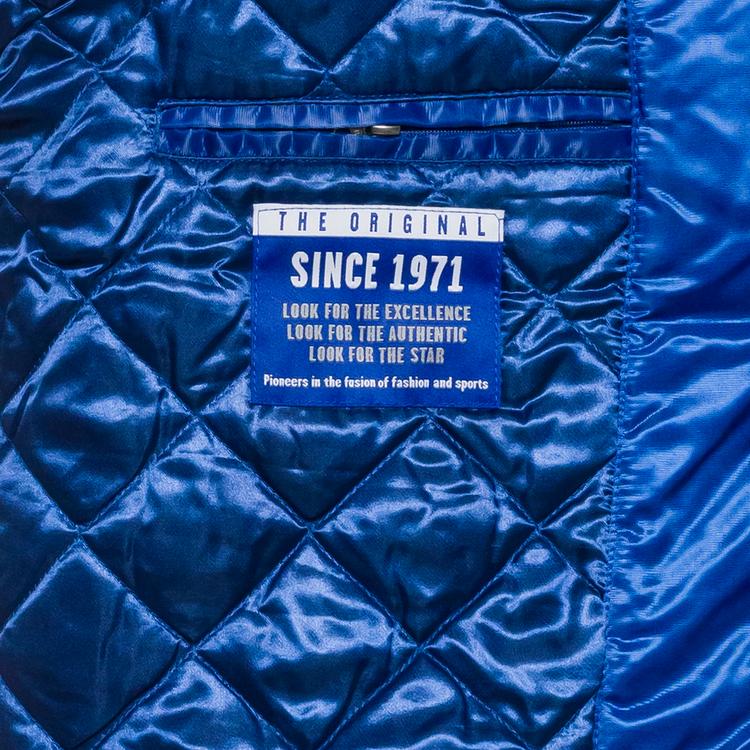 THE ORIGINAL
SINCE 1971
LOOK FOR THE EXCELLENCE
LOOK FOR THE AUTHENTIC
LOOK FOR THE STAR
Pioneers in the fusion of fashion and sports